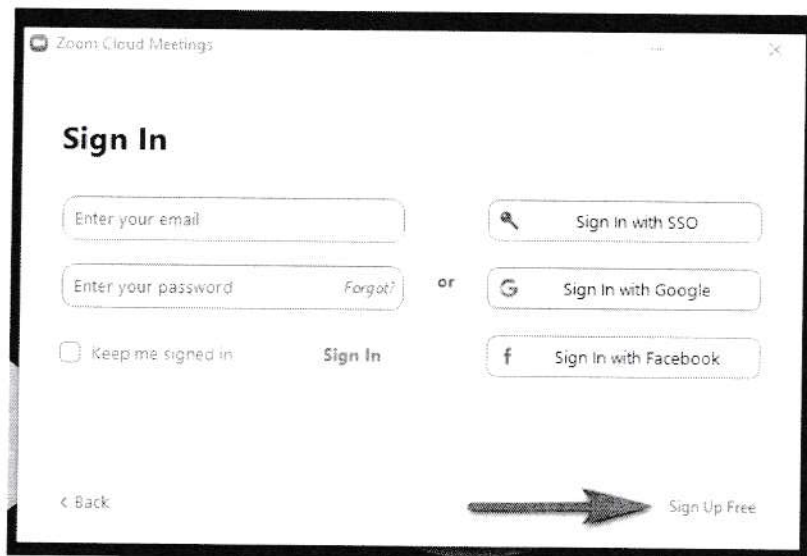 Zoom Cloud Meetings
Sign In
Enter your email
Enter your password Forgot?
Keep me signed in Sign In
or
Sign In with SSO
G Sign In with Google
f Sign In with Facebook
< Back
Sign Up Free